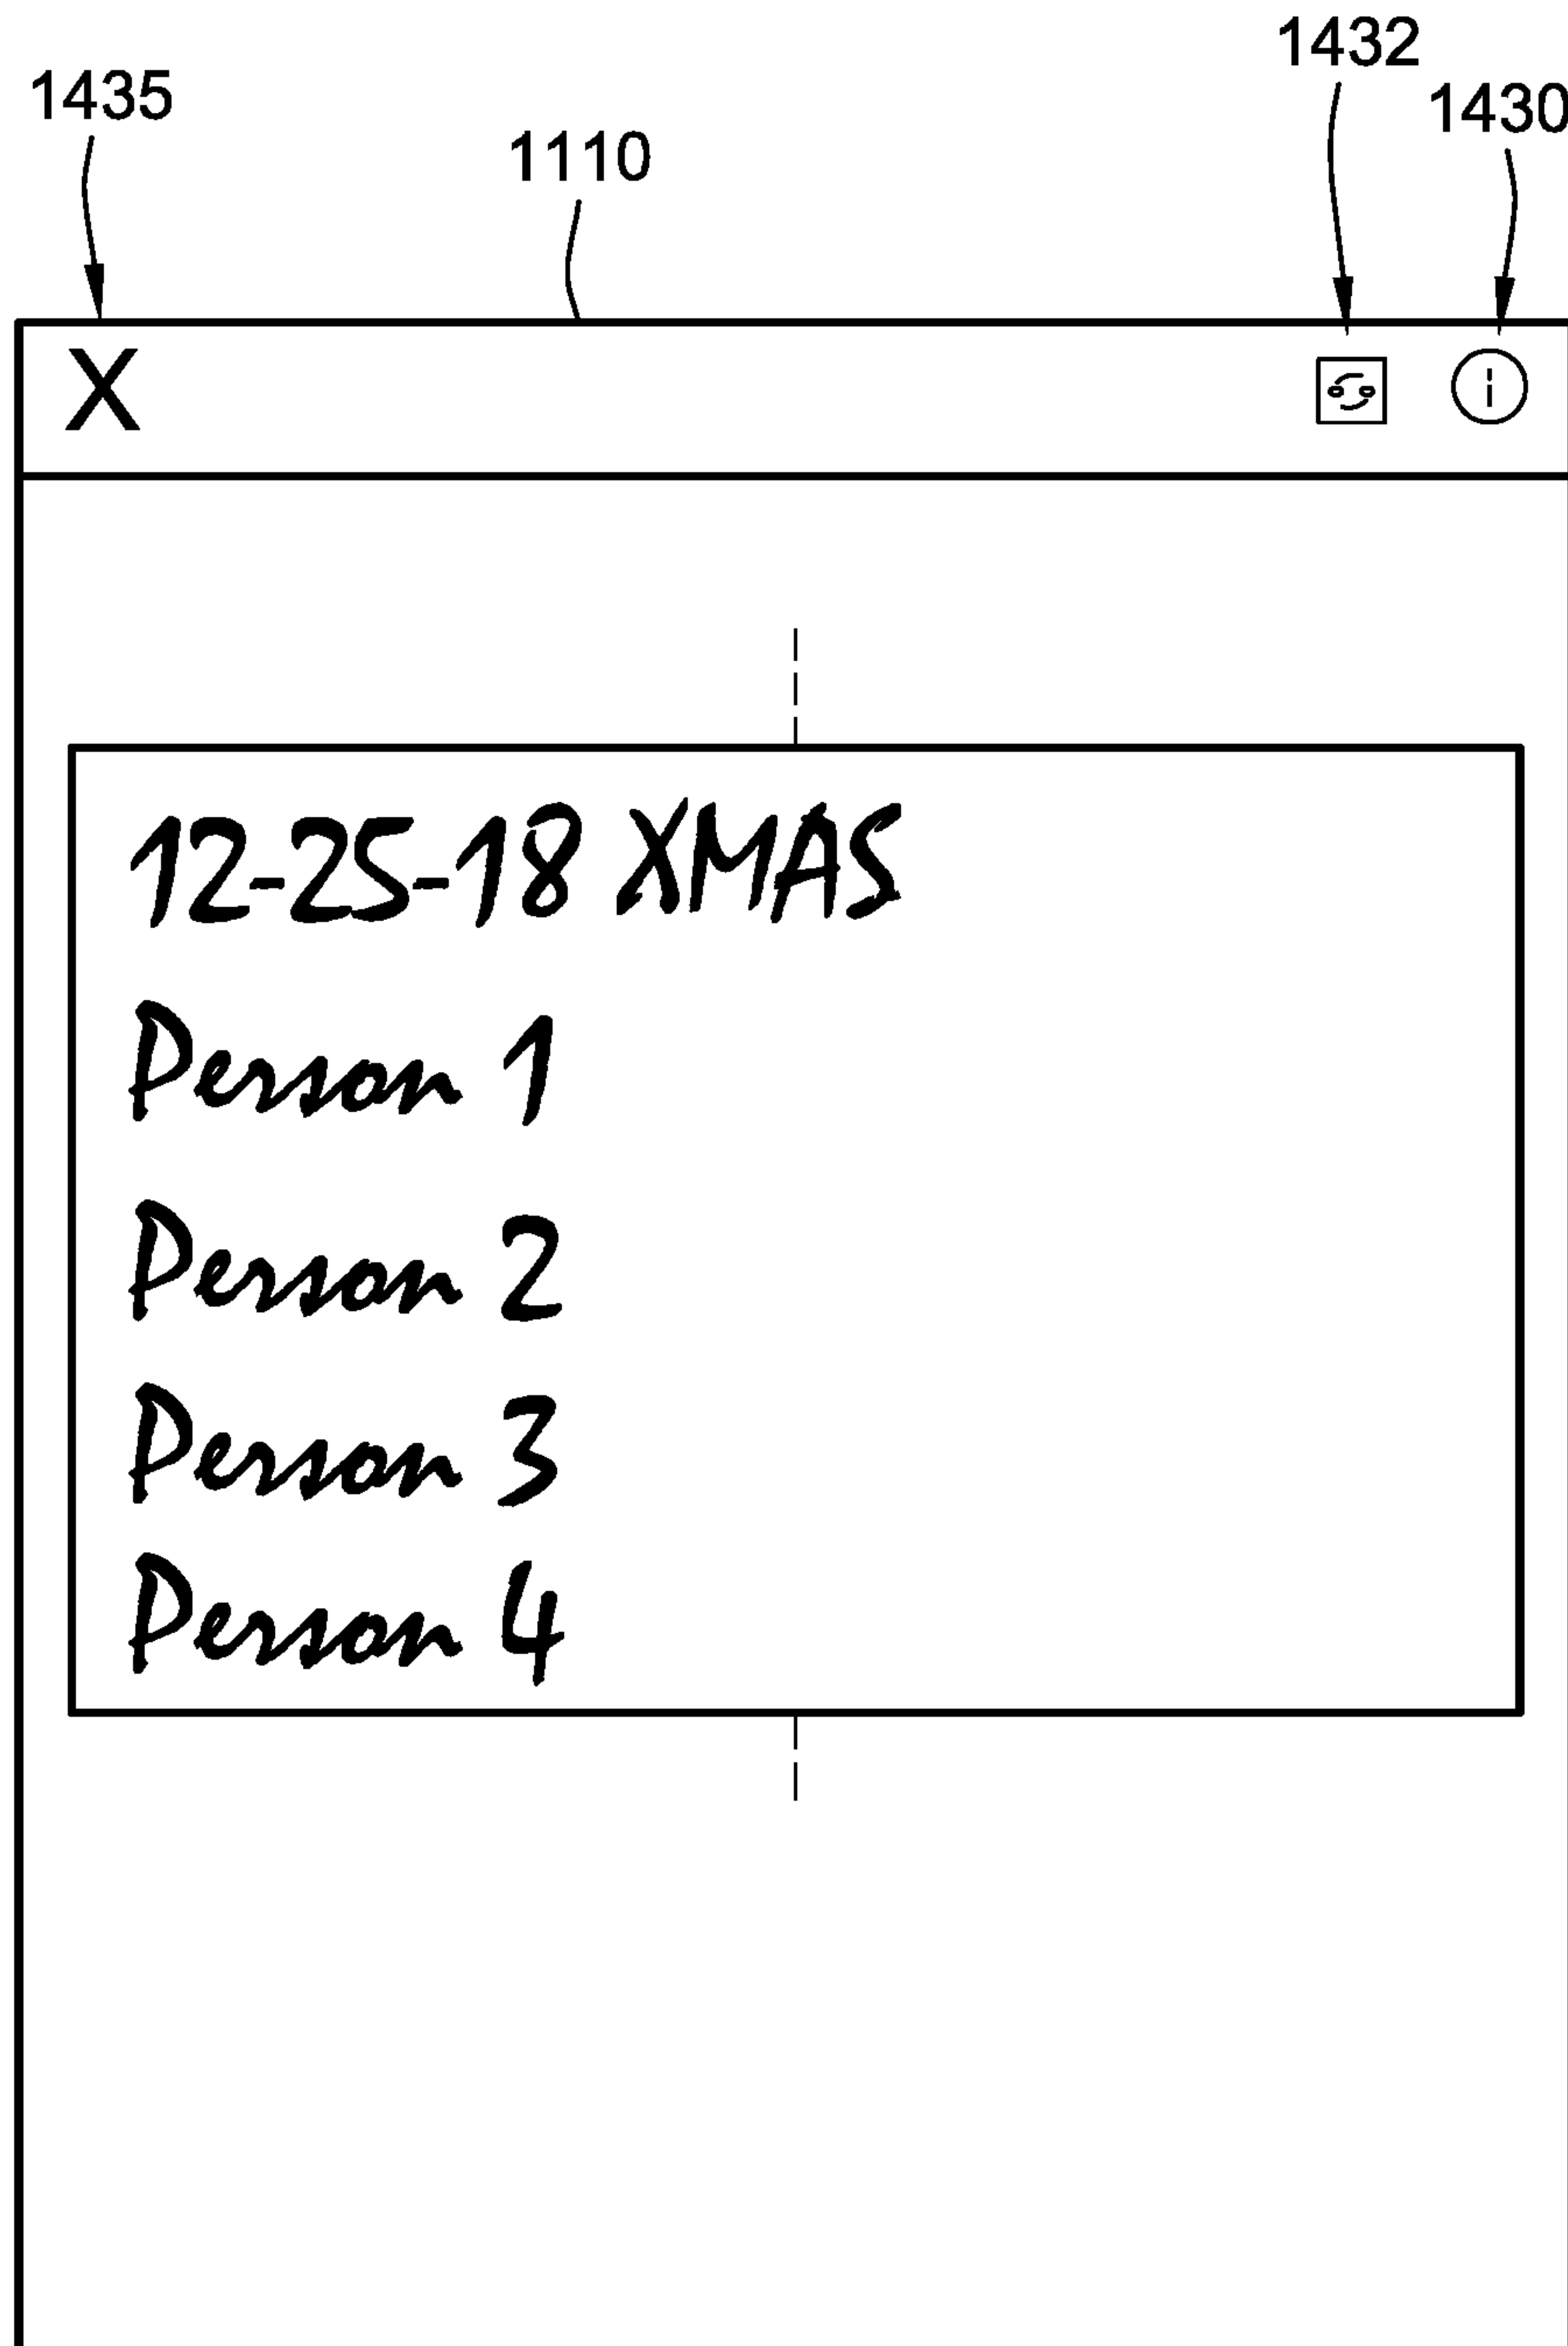 1432
1435
1430
1110
X
i
12-25-18 XMAS
Person 1
Person 2
Person 3
Person 4